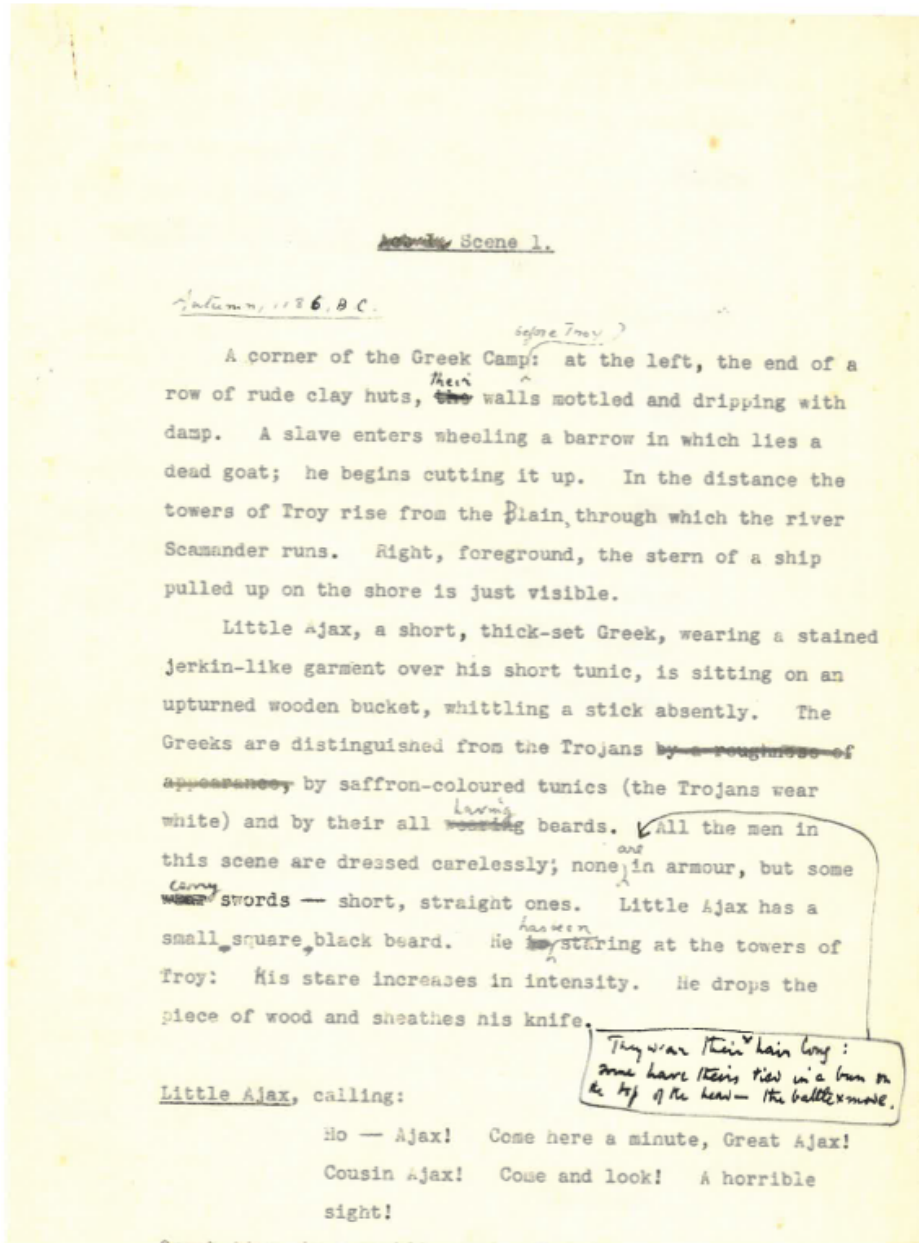 Scene 1.
Autumn, 1186, B.C.
before Troy
A corner of the Greek Camp: at the left, the end of a
their
row of rude clay huts, the walls mottled and dripping with
damp. A slave enters wheeling a barrow in which lies a
dead goat; he begins cutting it up. In the distance the
towers of Troy rise from the Plain, through which the river
Scamander runs. Right, foreground, the stern of a ship
pulled up on the shore is just visible.
Little Ajax, a short, thick-set Greek, wearing a stained
jerkin-like garment over his short tunic, is sitting on an
upturned wooden bucket, whittling a stick absently. The
Greeks are distinguished from the Trojans by a roughness of
appearance, by saffron-coloured tunics (the Trojans wear
having
white) and by their all wearing beards. All the men in
are
this scene are dressed carelessly; none in armour, but some
carry
wear swords — short, straight ones. Little Ajax has a
has been
small, square, black beard. He staring at the towers of
Troy: His stare increases in intensity. He drops the
piece of wood and sheathes his knife.
They wear their hair long:
some have theirs tied in a bun on
the top of the head — the battle
Little Ajax, calling:
Ho — Ajax! Come here a minute, Great Ajax!
Cousin Ajax! Come and look! A horrible
sight!